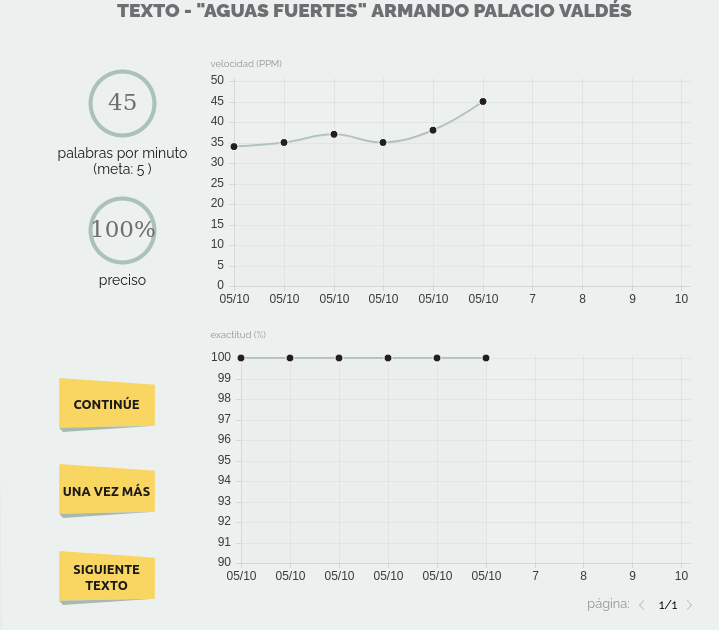 TEXTO - "AGUAS FUERTES" ARMANDO PALACIO VALDÉS
45
palabras por minuto
(meta: 5 )
100%
preciso
CONTINÚE
UNA VEZ MÁS
SIGUIENTE
TEXTO
velocidad (PPM)
50
45
40
35
30
25
20
15
10
5
0
05/10 05/10 05/10 05/10 05/10 05/10 7 8 9 10
exactitud (%)
100
99
98
97
96
95
94
93
92
91
90
05/10 05/10 05/10 05/10 05/10 05/10 7 8 9 10
página: < 1/1 >